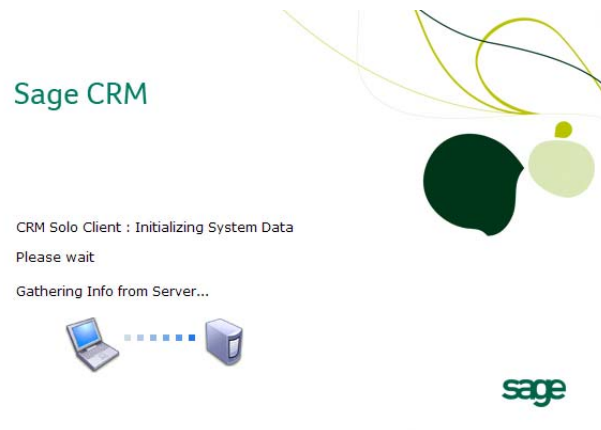 Sage CRM
CRM Solo Client : Initializing System Data
Please wait
Gathering Info from Server...
sage